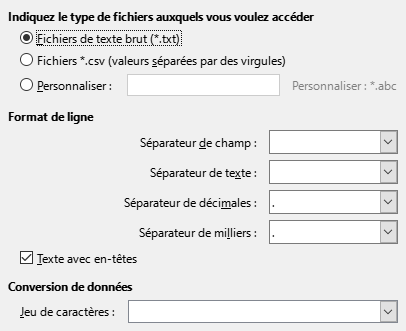 Indiquez le type de fichiers auxquels vous voulez accéder
Fichiers de texte brut (*.txt)
Fichiers *.csv (valeurs séparées par des virgules)
Personnaliser : Personnaliser : *.abc
Format de ligne
Séparateur de champ :
Séparateur de texte :
Séparateur de décimales : .
Séparateur de milliers : .
Texte avec en-têtes
Conversion de données
Jeu de caractères :